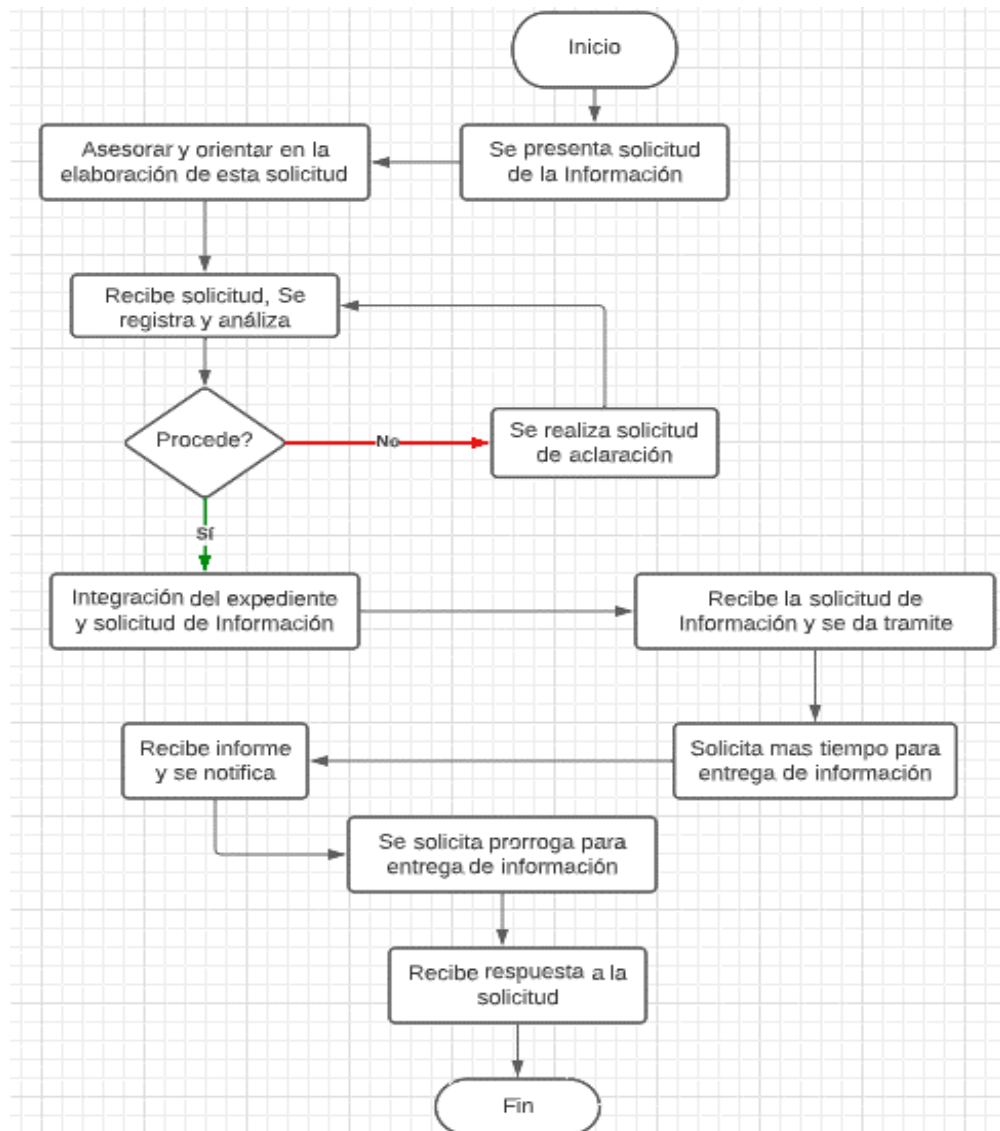 Inicio
Se presenta solicitud
de la Información
Asesorar y orientar en la
elaboración de esta solicitud
Recibe solicitud, Se
registra y análiza
Procede?
No
Se realiza solicitud
de aclaración
Sí
Integración del expediente
y solicitud de Información
Recibe la solicitud de
Información y se da tramite
Solicita mas tiempo para
entrega de información
Recibe informe
y se notifica
Se solicita prorroga para
entrega de información
Recibe respuesta a la
solicitud
Fin